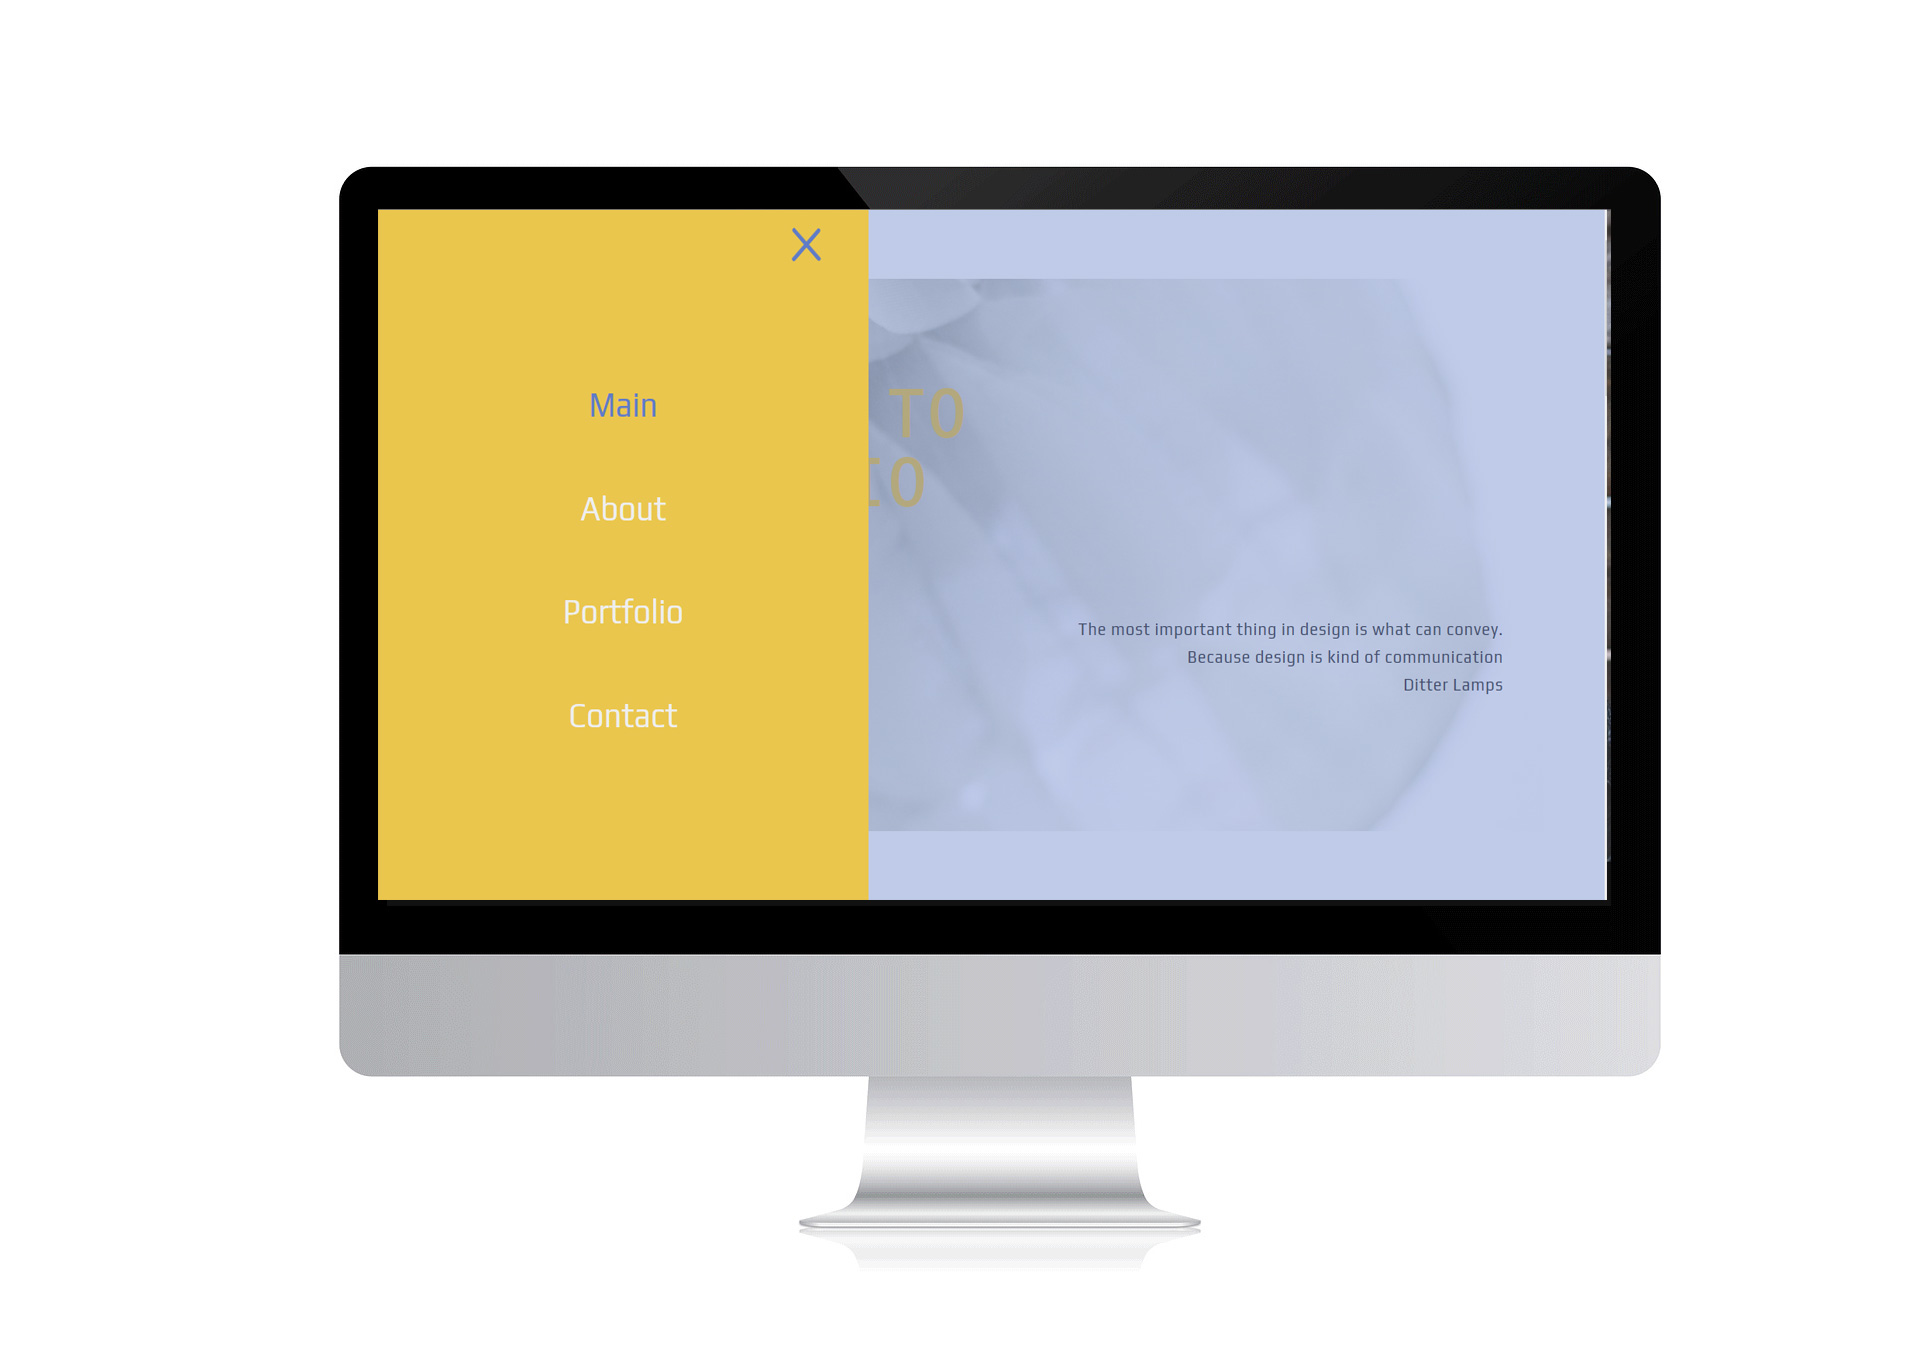 Main
About
Portfolio
Contact
TO
IO
The most important thing in design is what can convey.
Because design is kind of communication
Ditter Lamps